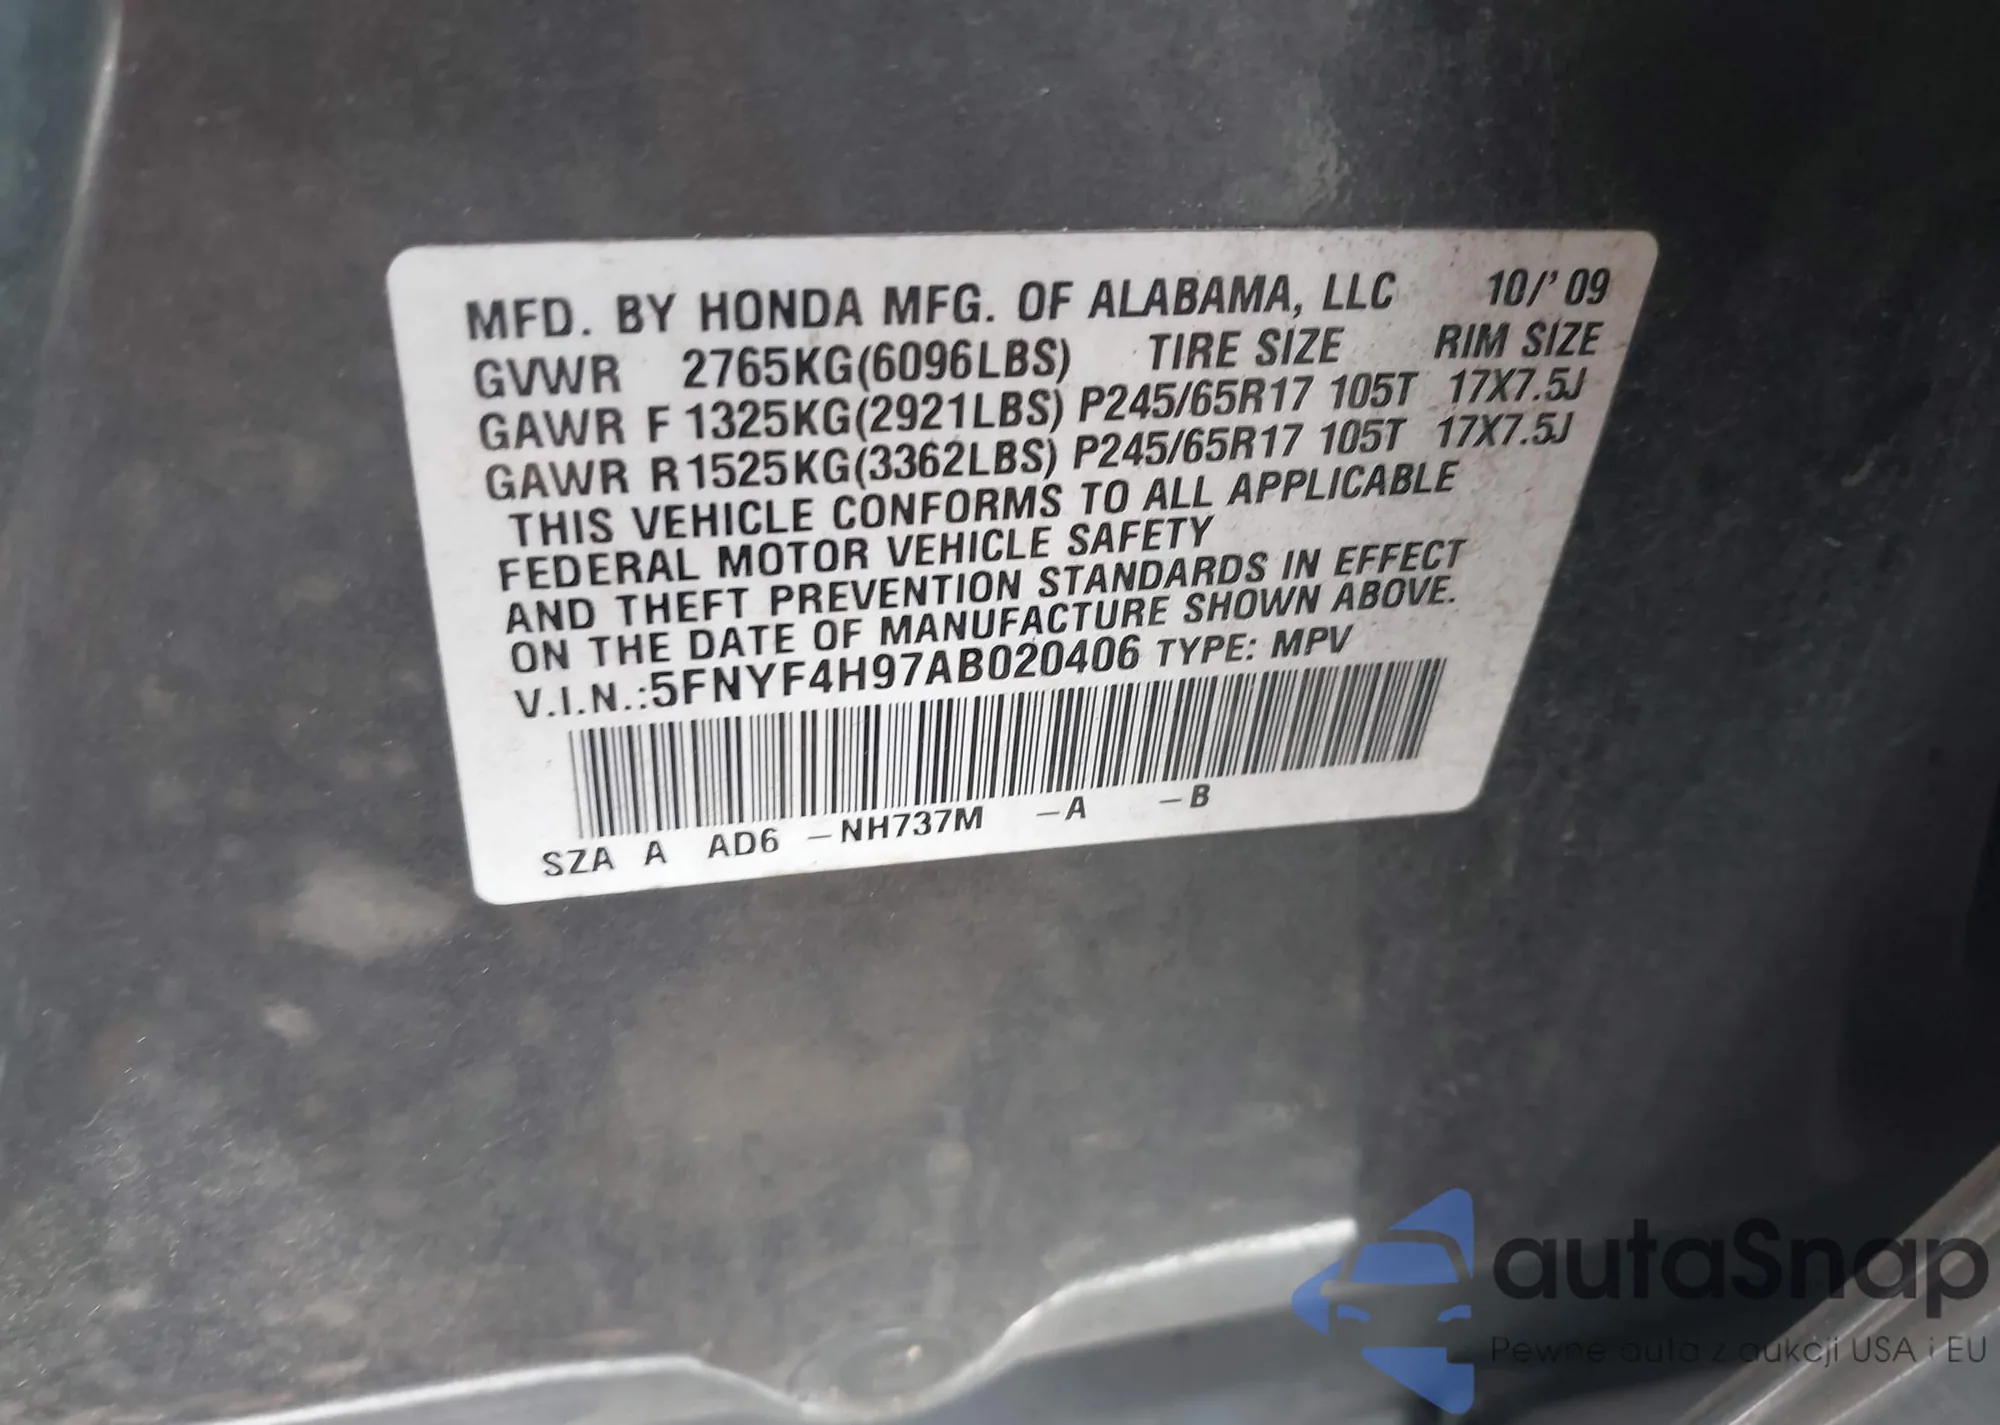 MFD. BY HONDA MFG. OF ALABAMA, LLC 10/'09
GVWR 2765KG(6096LBS) TIRE SIZE RIM SIZE
GAWR F 1325KG(2921LBS) P245/65R17 105T 17X7.5J
GAWR R 1525KG(3362LBS) P245/65R17 105T 17X7.5J
THIS VEHICLE CONFORMS TO ALL APPLICABLE
FEDERAL MOTOR VEHICLE SAFETY
AND THEFT PREVENTION STANDARDS IN EFFECT
ON THE DATE OF MANUFACTURE SHOWN ABOVE.
V.I.N.:5FNYF4H97AB020406 TYPE: MPV
SZA A AD6 -NH737M -A -B
autaSnap
Pewne auta z aukcji USA i EU